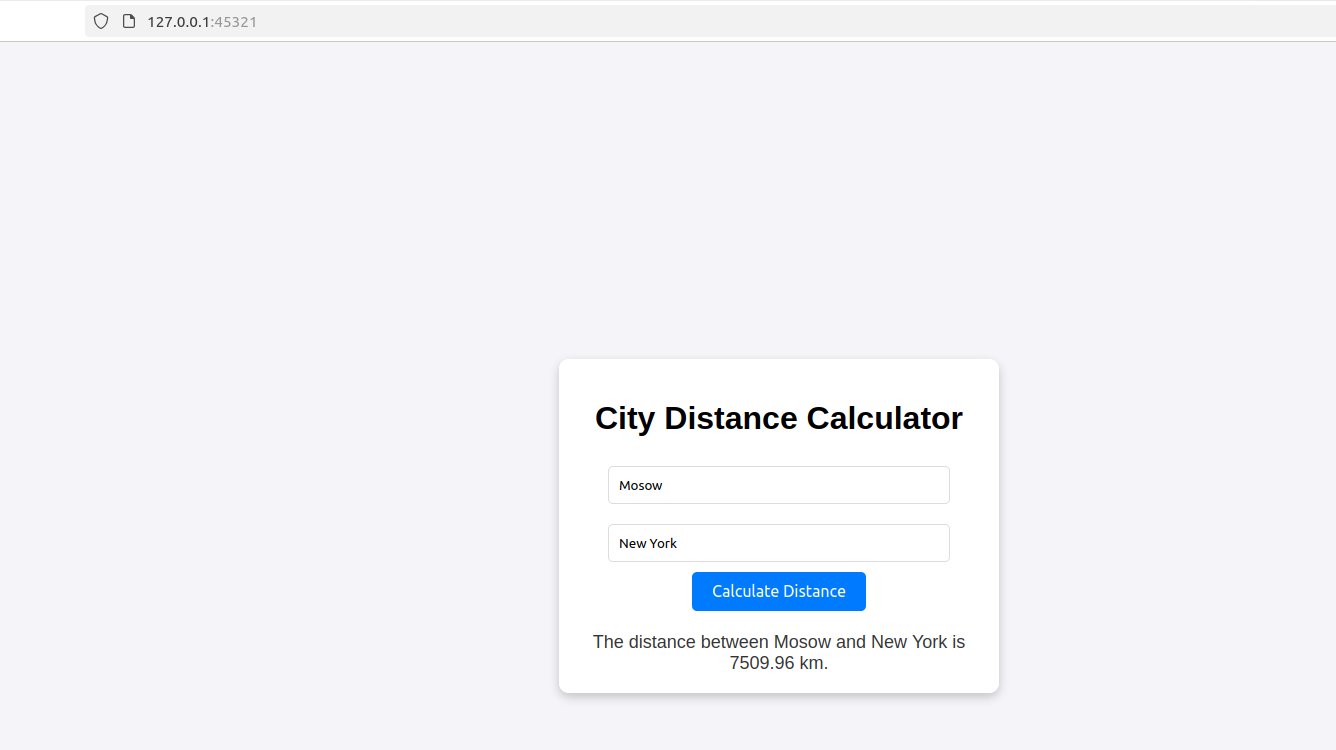 127.0.0.1:45321
City Distance Calculator
Mosow
New York
Calculate Distance
The distance between Mosow and New York is
7509.96 km.